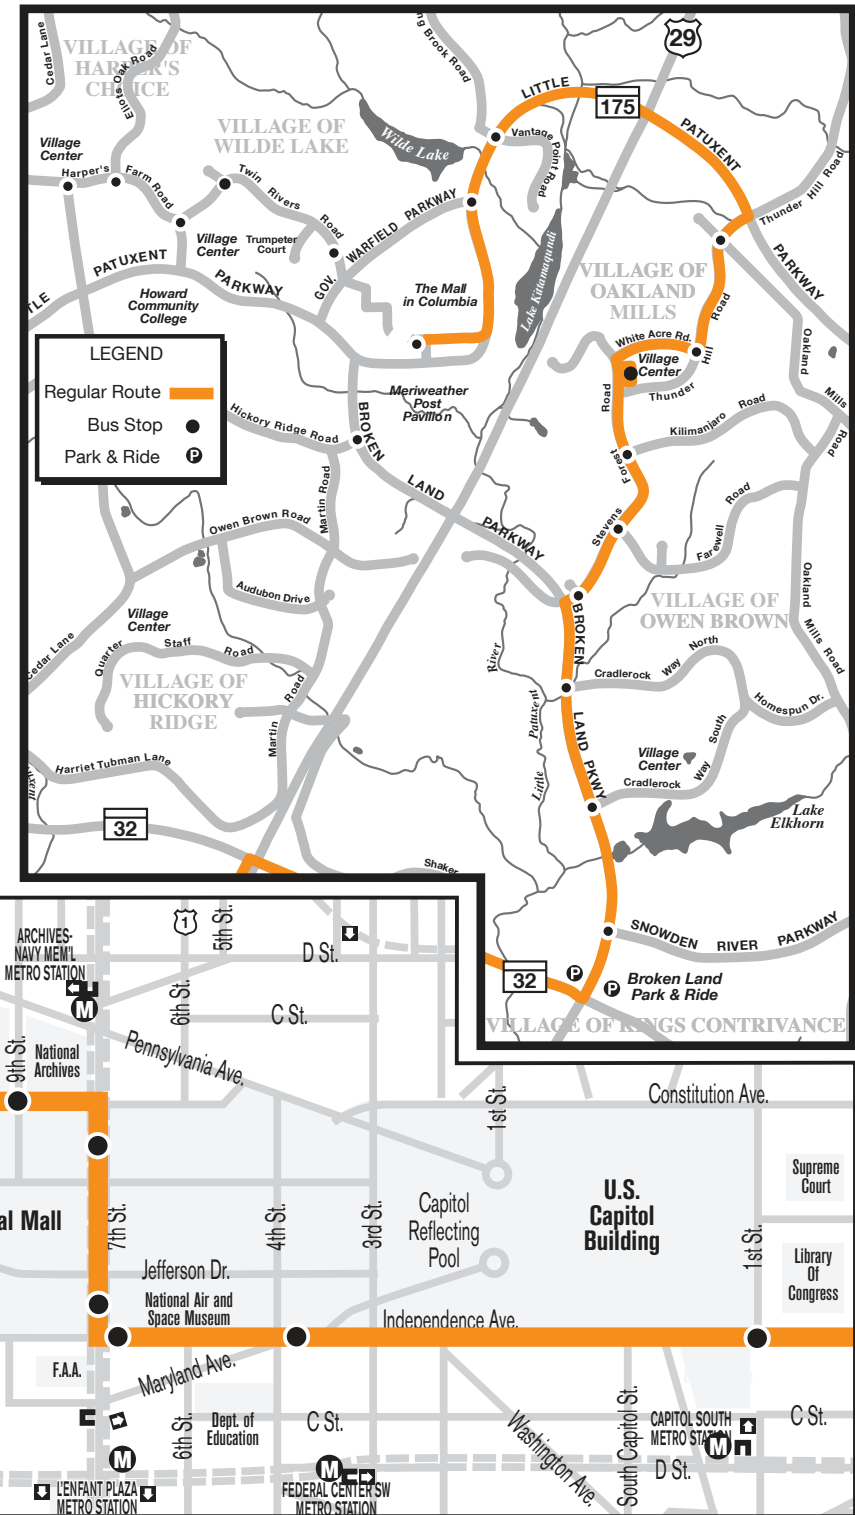 Cedar Lane
VILLAGE OF
HARPER'S
CHOICE
Eliots Oak Road
ng Brook Road
29
LITTLE
175
PATUXENT
Village
Center
Harper's
Farm Road
VILLAGE OF
WILDE LAKE
Wilde Lake
Vantage Point Road
Thunder Hill Road
Twin Rivers Road
Village
Center
Trumpeter
Court
GOV. WARFIELD PARKWAY
PARKWAY
TLE
PATUXENT
PARKWAY
Howard
Community
College
The Mall
in Columbia
Lake Kittamaqundi
VILLAGE OF
OAKLAND
MILLS
White Acre Rd.
Village
Center
Thunder
Hill
Road
Oakland
Mills
Road
LEGEND
Regular Route
Bus Stop
Park & Ride
P
Meriweather
Post
Pavillion
Hickory Ridge Road
BROKEN
LAND
PARKWAY
Road
Forest
Stevens
Kilimanjaro Road
Farewell Road
Martin Road
Owen Brown Road
Audubon Drive
Village
Center
Cedar Lane
Quarter
Staff
Road
VILLAGE OF
HICKORY
RIDGE
Martin
Road
Harriet Tubman Lane
xent
32
Shaker
VILLAGE OF
OWEN BROWN
Oakland
Mills Road
BROKEN
LAND PKWY
River
Patuxent
Little
Cradlerock Way North
Homespun Dr.
Village
Center
Cradlerock Way South
Lake
Elkhorn
SNOWDEN RIVER PARKWAY
32
P
P
Broken Land
Park & Ride
VILLAGE OF KINGS CONTRIVANCE
ARCHIVES-
NAVY MEM'L
METRO STATION
M
1
5th St.
D St.
6th St.
C St.
9th St.
National
Archives
Pennsylvania Ave.
1st St.
Constitution Ave.
Supreme
Court
al Mall
7th St.
4th St.
3rd St.
Capitol
Reflecting
Pool
U.S.
Capitol
Building
1st St.
Library
Of
Congress
Jefferson Dr.
National Air and
Space Museum
Independence Ave.
F.A.A.
Maryland Ave.
6th St.
Dept. of
Education
C St.
Washington Ave.
South Capitol St.
CAPITOL SOUTH
METRO STATION
M
C St.
D St.
M
L'ENFANT PLAZA
METRO STATION
M
FEDERAL CENTER SW
METRO STATION